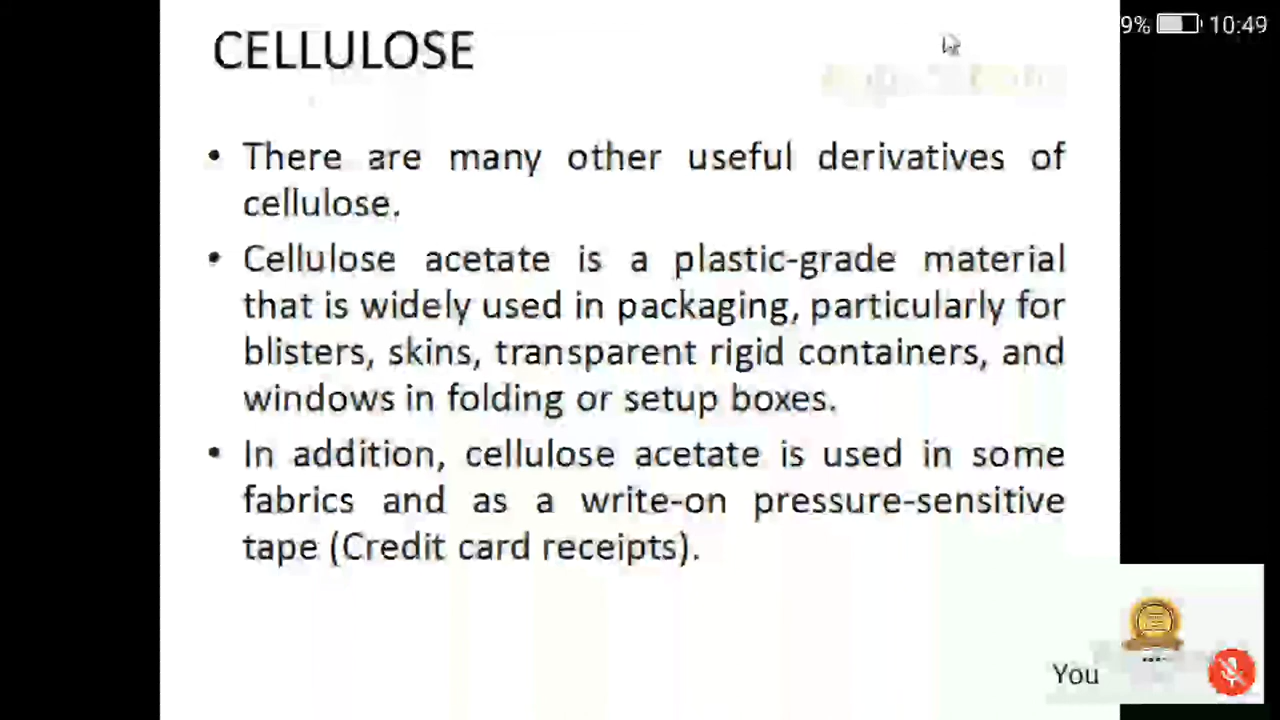 CELLULOSE
9% 10:49
• There are many other useful derivatives of
cellulose.
• Cellulose acetate is a plastic-grade material
that is widely used in packaging, particularly for
blisters, skins, transparent rigid containers, and
windows in folding or setup boxes.
• In addition, cellulose acetate is used in some
fabrics and as a write-on pressure-sensitive
tape (Credit card receipts).
You